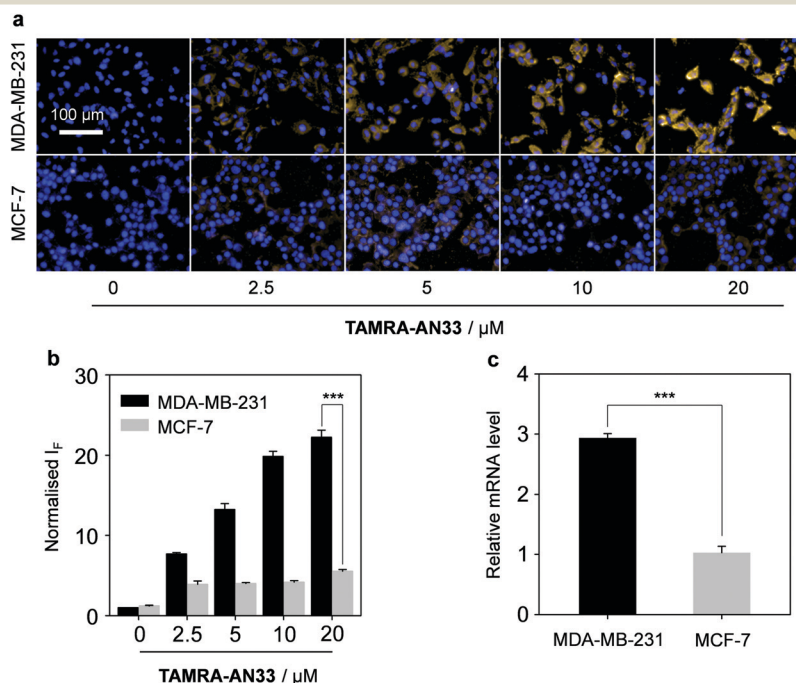 a
MDA-MB-231
100 µm
MCF-7
0 2.5 5 10 20
TAMRA-AN33 / µM
b
30
20
10
0
Normalised I_F
MDA-MB-231
MCF-7
***
0 2.5 5 10 20
TAMRA-AN33 / µM
c
4
3
2
1
0
Relative mRNA level
***
MDA-MB-231 MCF-7